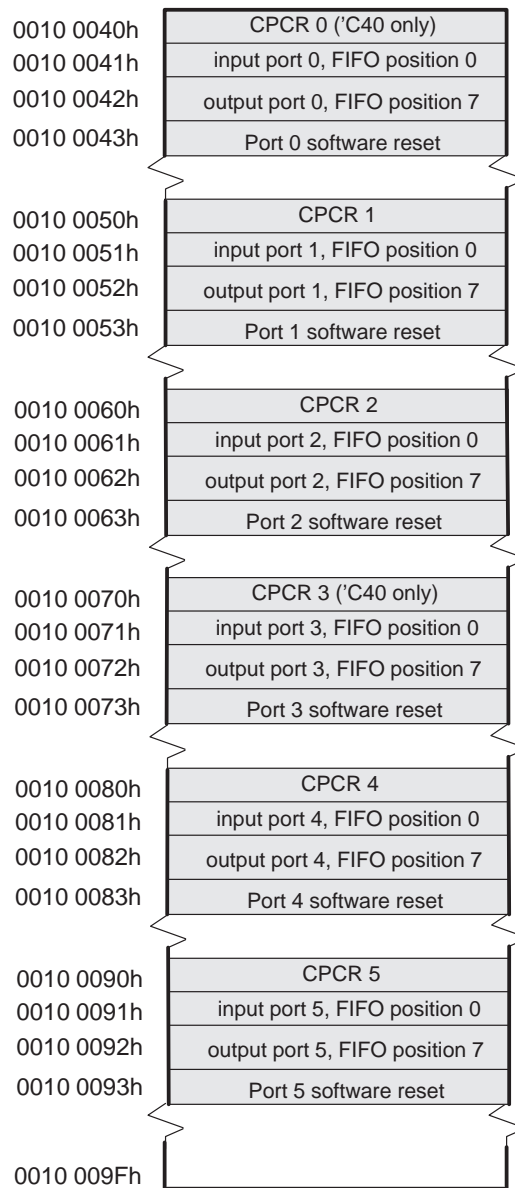 0010 0040h CPCR 0 ('C40 only)
0010 0041h input port 0, FIFO position 0
0010 0042h output port 0, FIFO position 7
0010 0043h Port 0 software reset
0010 0050h CPCR 1
0010 0051h input port 1, FIFO position 0
0010 0052h output port 1, FIFO position 7
0010 0053h Port 1 software reset
0010 0060h CPCR 2
0010 0061h input port 2, FIFO position 0
0010 0062h output port 2, FIFO position 7
0010 0063h Port 2 software reset
0010 0070h CPCR 3 ('C40 only)
0010 0071h input port 3, FIFO position 0
0010 0072h output port 3, FIFO position 7
0010 0073h Port 3 software reset
0010 0080h CPCR 4
0010 0081h input port 4, FIFO position 0
0010 0082h output port 4, FIFO position 7
0010 0083h Port 4 software reset
0010 0090h CPCR 5
0010 0091h input port 5, FIFO position 0
0010 0092h output port 5, FIFO position 7
0010 0093h Port 5 software reset
0010 009Fh